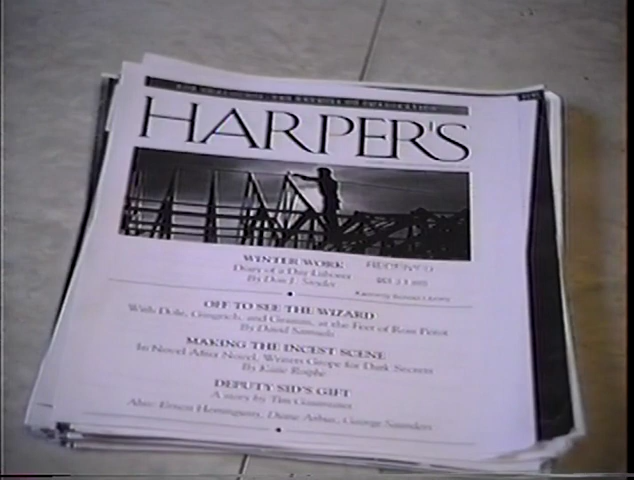 HARPER'S
WINTER WORK
Diary of a Day Laborer
By Don J. Snyder
RECEIVED
OFF TO SEE THE WIZARD
With Dole, Gingrich, and Gramm, at the Feet of Ross Perot
By David Samuels
MAKING THE INCEST SCENE
In Novel After Novel, Writers Grope for Dark Secrets
By Katie Roiphe
DEPUTY SID'S GIFT
A story by Tim Gautreaux
Also: Ernest Hemingway, Diane Arbus, George Saunders